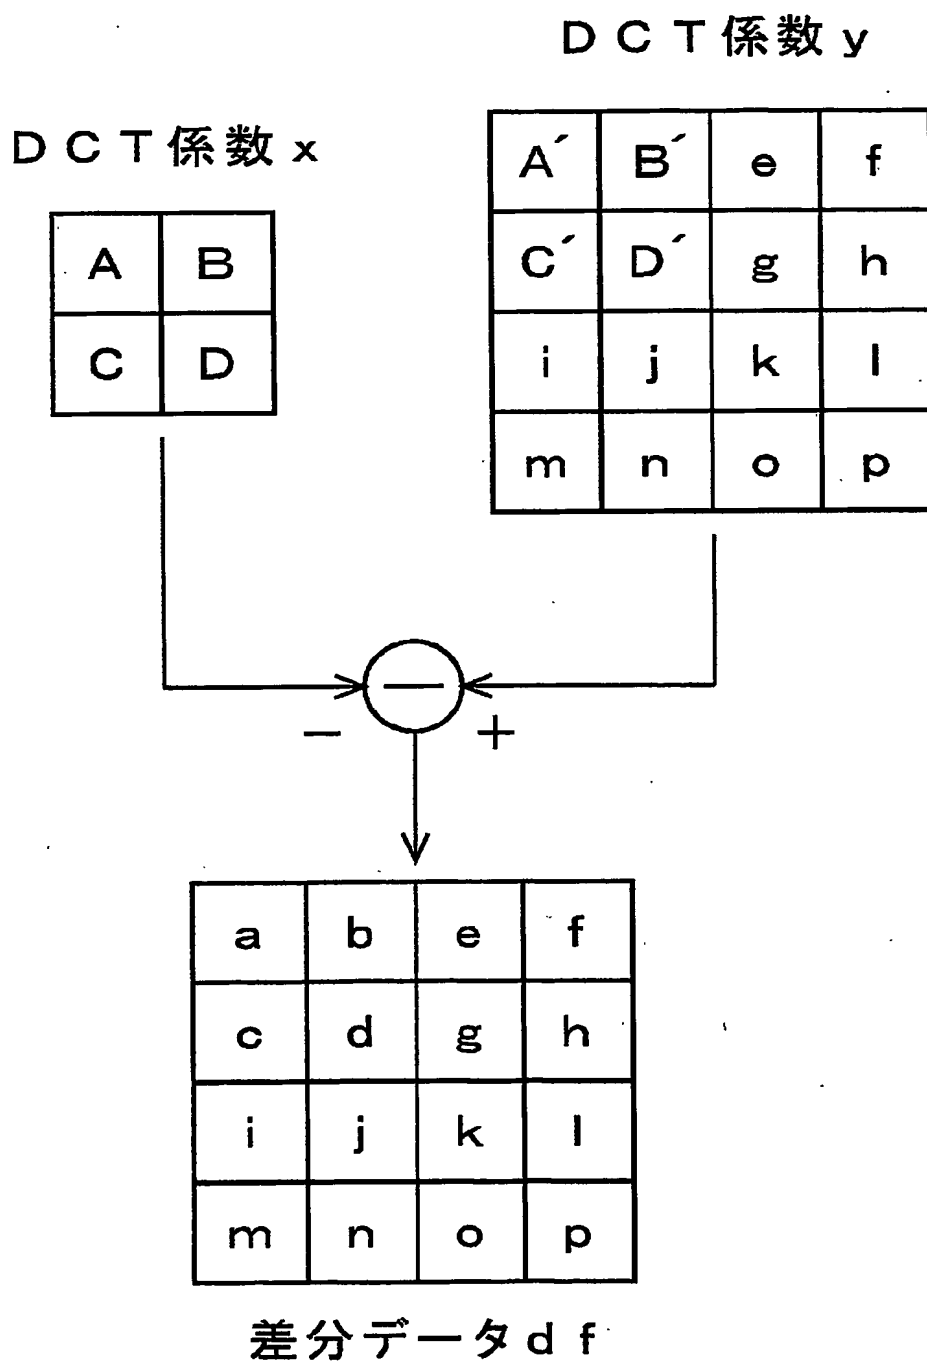 DCT係数y
DCT係数x
A´ B´ e f
C´ D´ g h
i j k l
m n o p
A B
C D
− − +
a b e f
c d g h
i j k l
m n o p
差分データdf